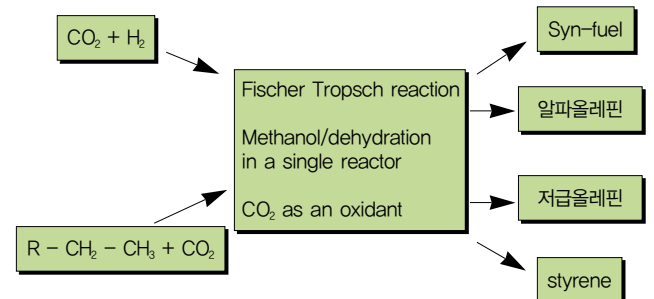 CO₂ + H₂
R − CH₂ − CH₃ + CO₂
Fischer Tropsch reaction
Methanol/dehydration
in a single reactor
CO₂ as an oxidant
Syn-fuel
알파올레핀
저급올레핀
styrene